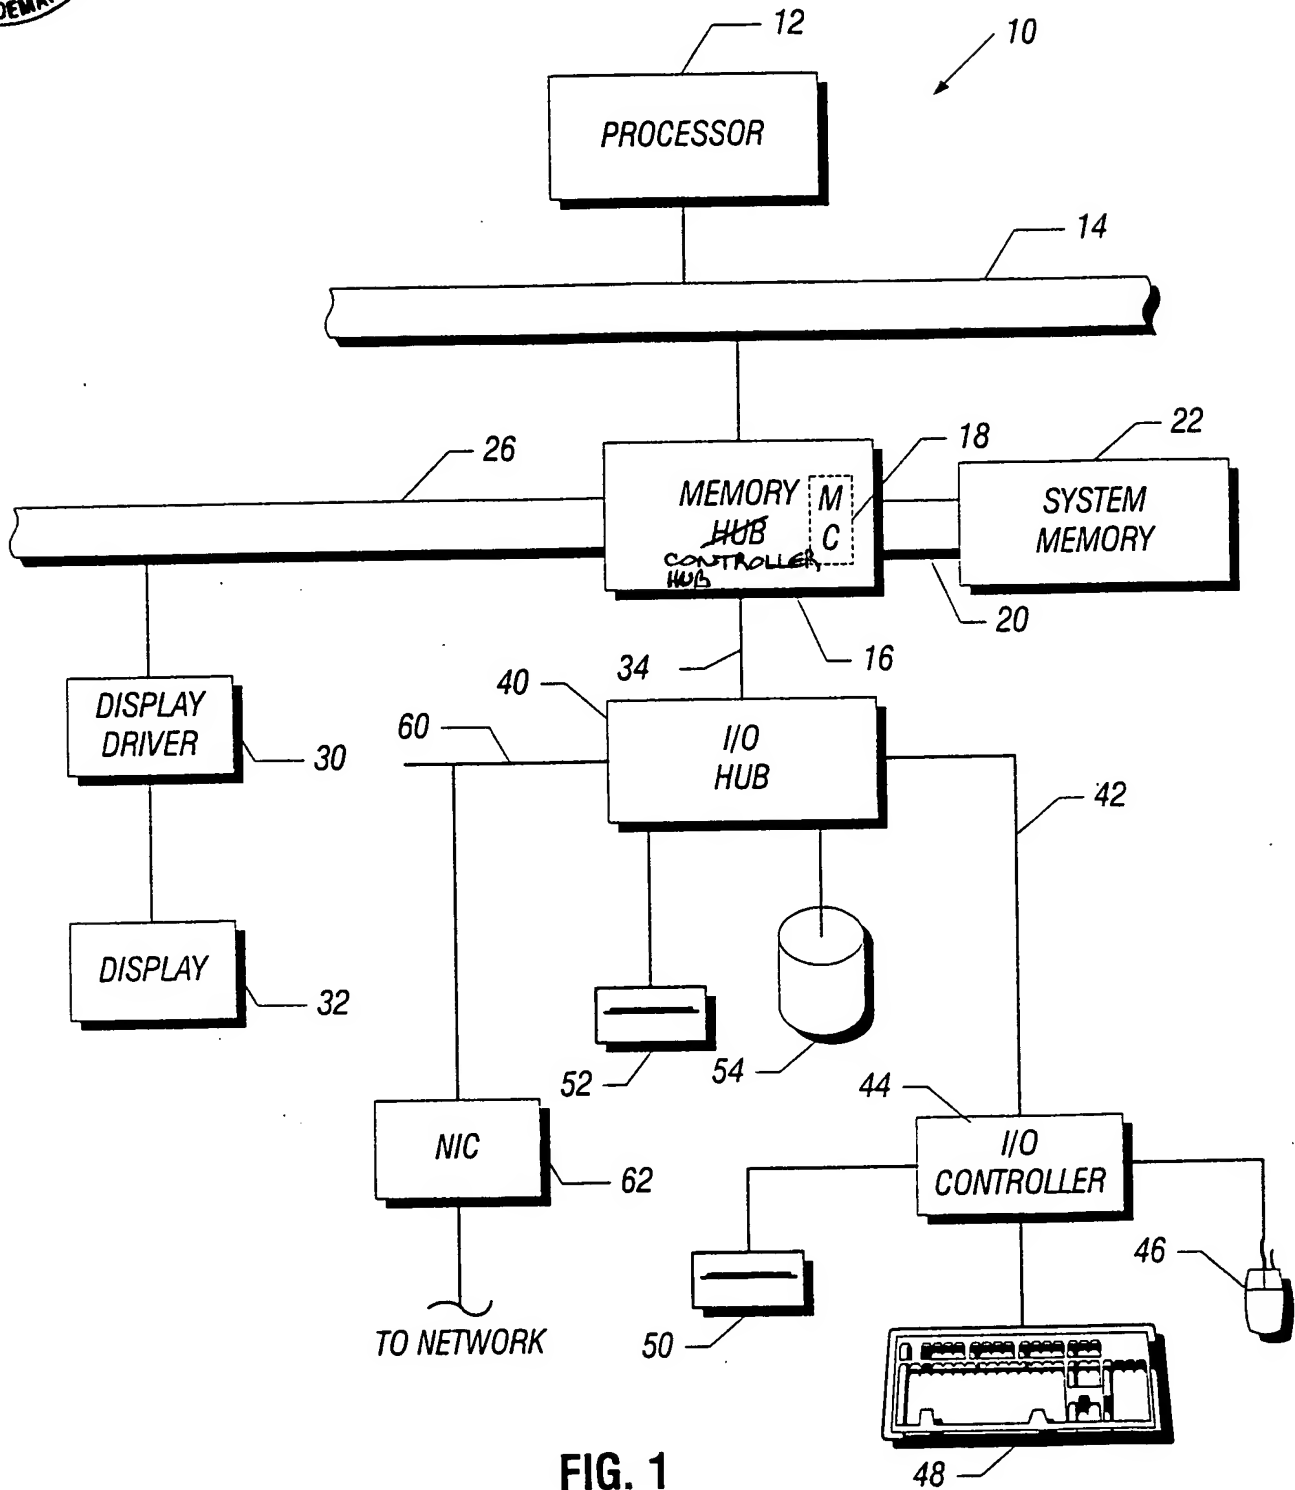 12
10
PROCESSOR
14
26
18
22
MEMORY
HUB
CONTROLLER
HUB
M
C
SYSTEM
MEMORY
20
16
34
40
60
I/O
HUB
DISPLAY
DRIVER
30
42
DISPLAY
32
52
54
44
NIC
62
I/O
CONTROLLER
46
50
TO NETWORK
48
FIG. 1